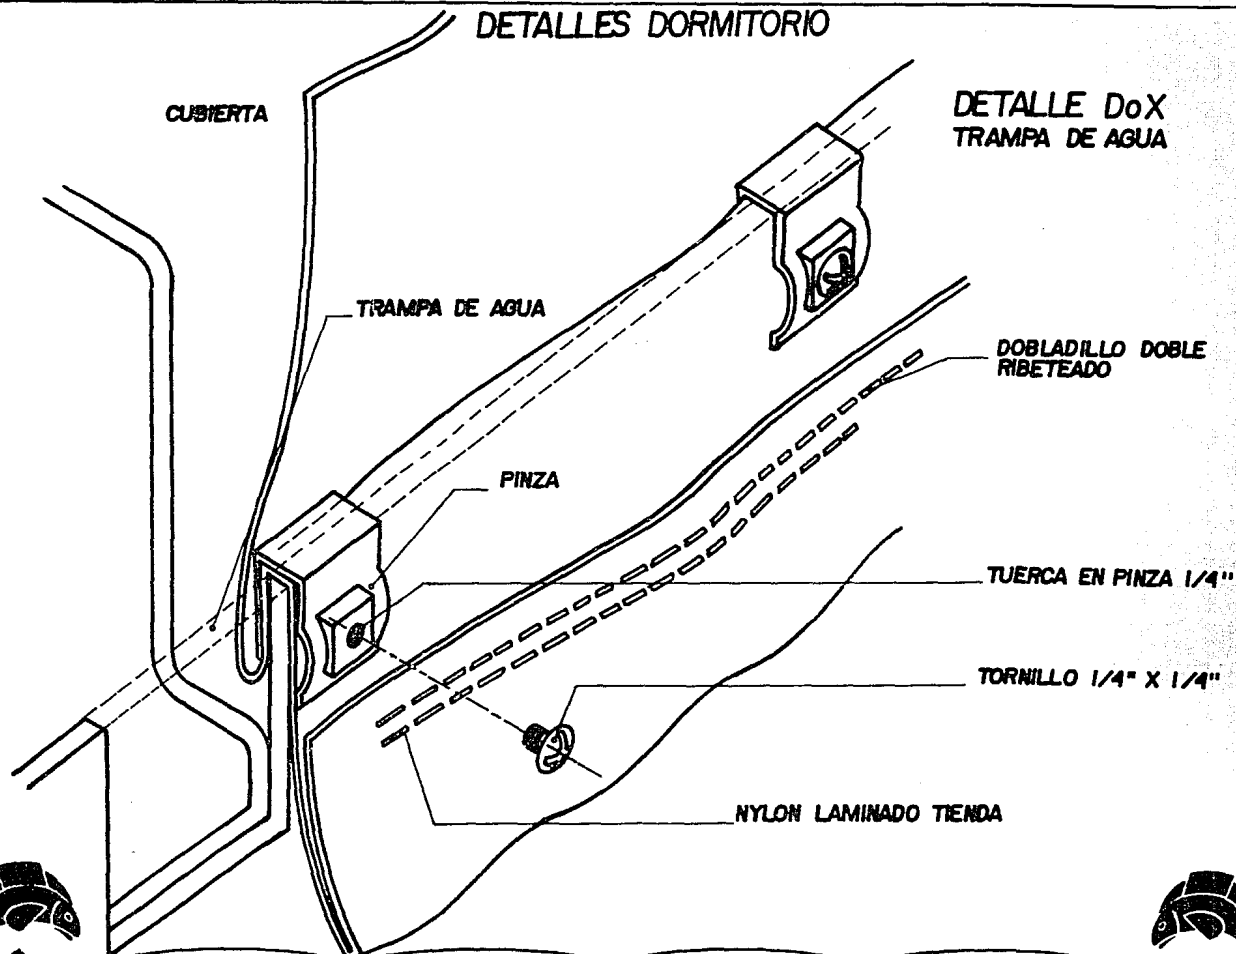 DETALLES DORMITORIO
CUBIERTA
DETALLE DoX
TRAMPA DE AGUA
TRAMPA DE AGUA
DOBLADILLO DOBLE
RIBETEADO
PINZA
TUERCA EN PINZA 1/4"
TORNILLO 1/4" X 1/4"
NYLON LAMINADO TIENDA